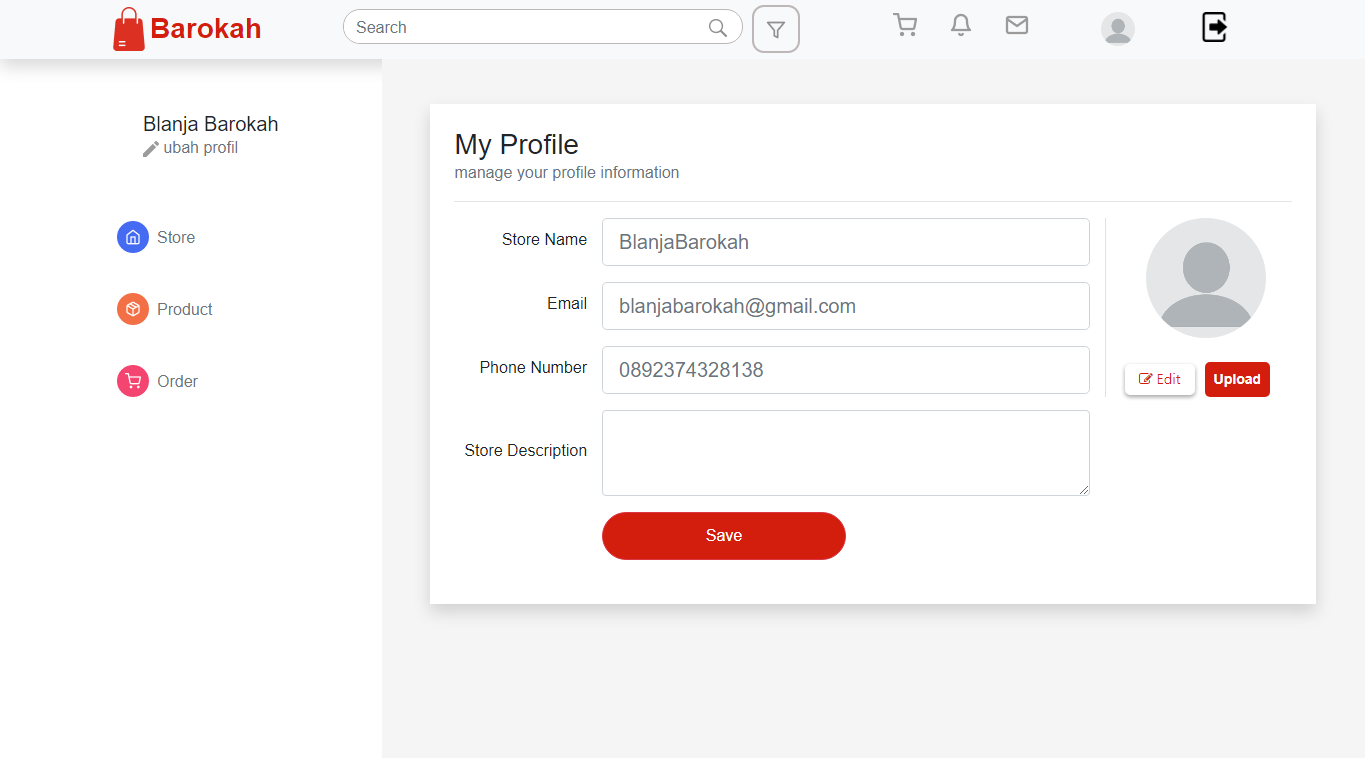 Barokah
Search
Blanja Barokah
ubah profil
Store
Product
Order
My Profile
manage your profile information
Store Name
BlanjaBarokah
Email
blanjabarokah@gmail.com
Phone Number
0892374328138
Edit
Upload
Store Description
Save